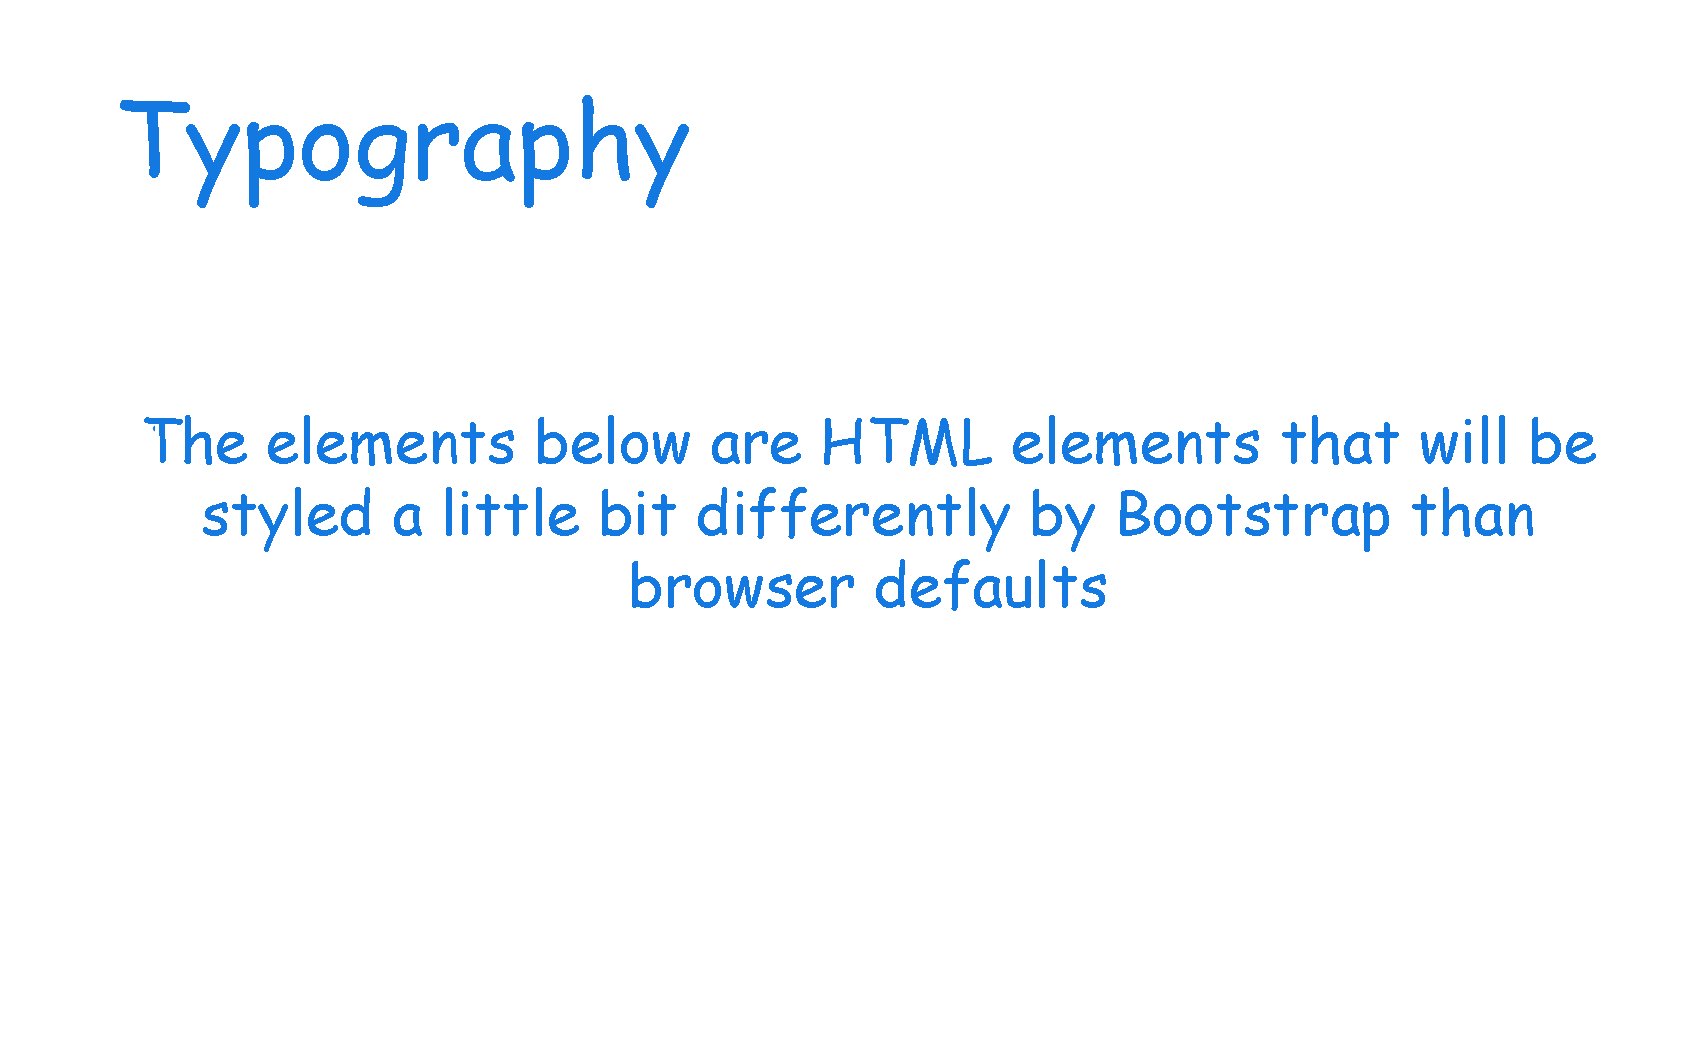 Typography
The elements below are HTML elements that will be
styled a little bit differently by Bootstrap than
browser defaults